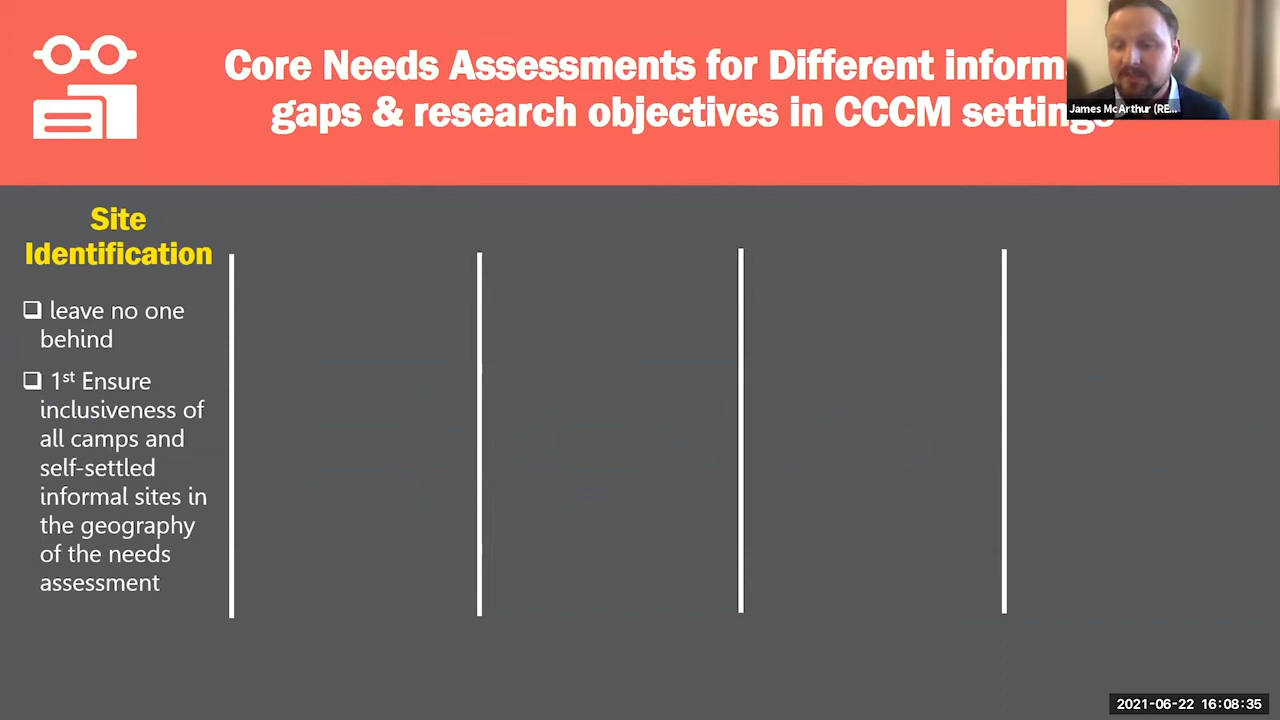 Core Needs Assessments for Different inform
gaps & research objectives in CCCM settings
James McArthur (RE...
Site
Identification
❑ leave no one
behind
❑ 1st Ensure
inclusiveness of
all camps and
self-settled
informal sites in
the geography
of the needs
assessment
2021-06-22 16:08:35